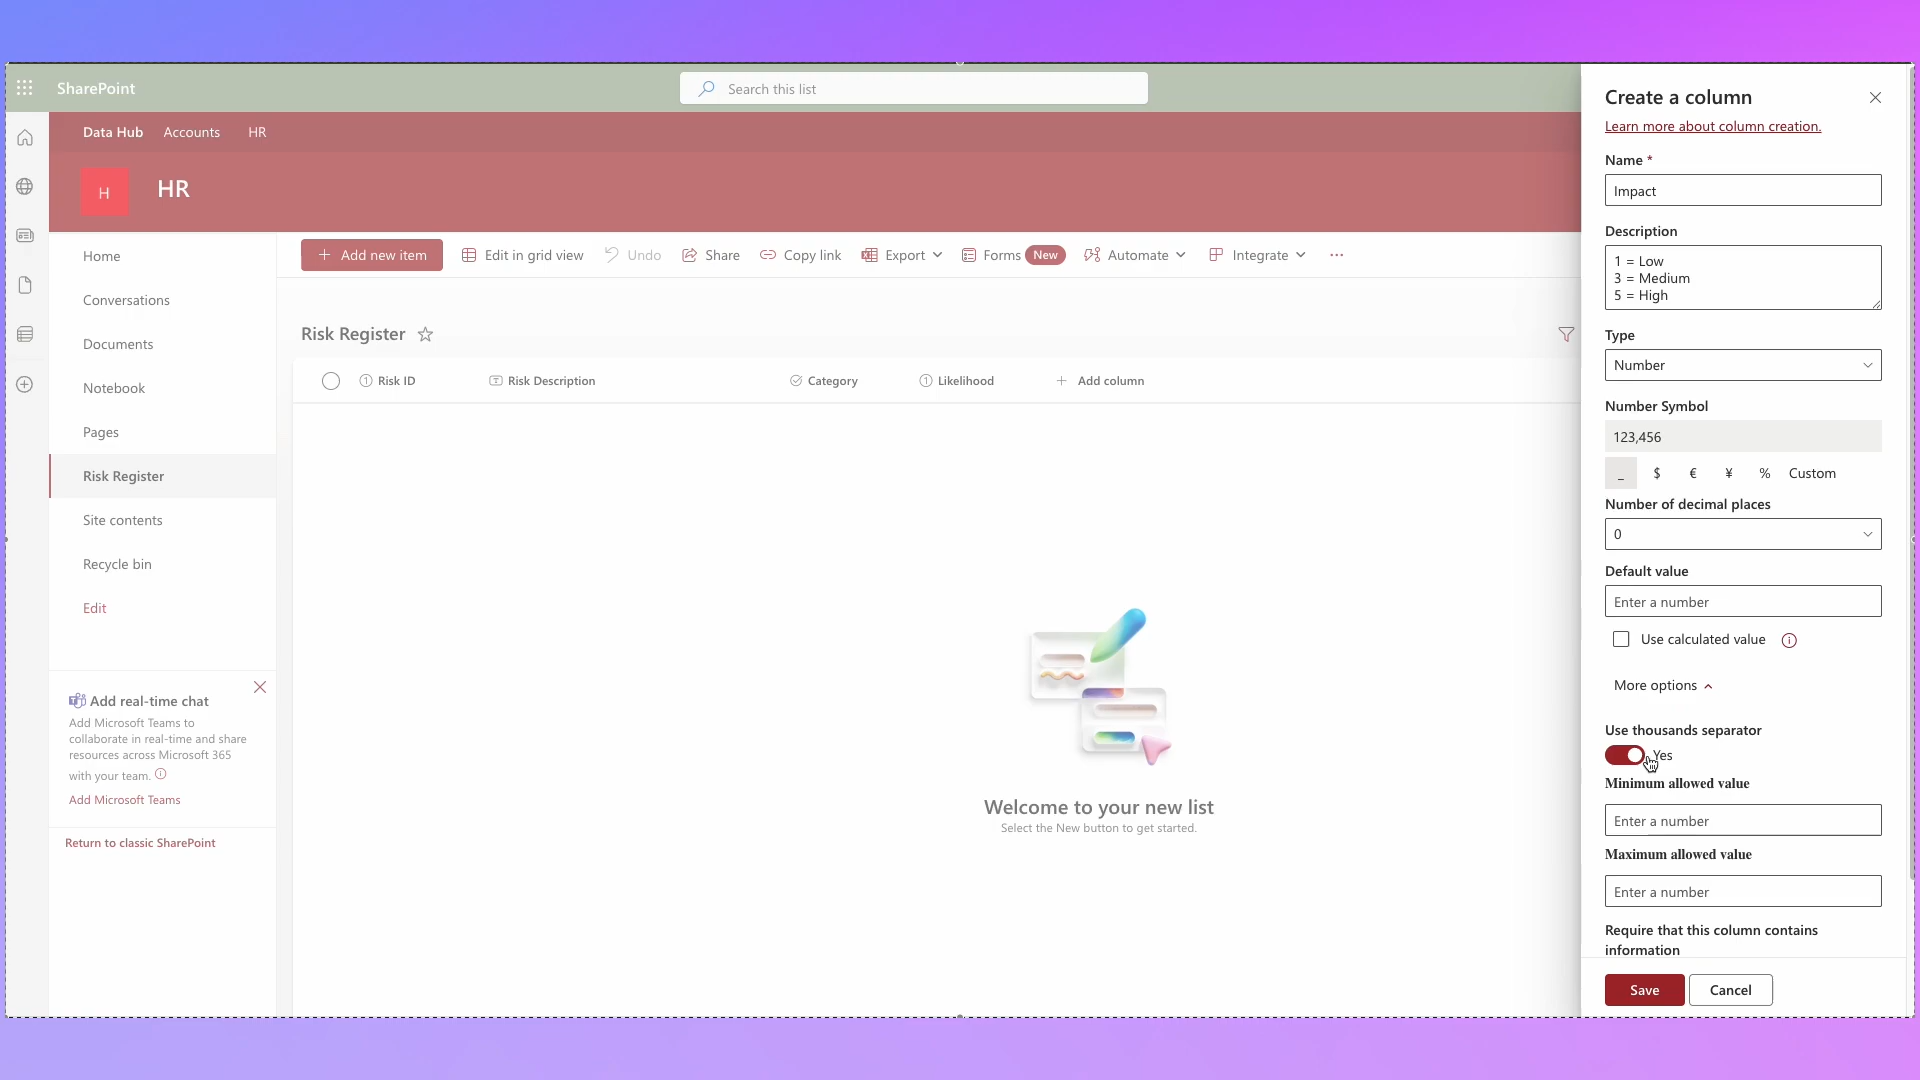 SharePoint
Search this list
Data Hub
Accounts
HR
H
HR
Home
Conversations
Documents
Notebook
Pages
Risk Register
Site contents
Recycle bin
Edit
Add real-time chat
Add Microsoft Teams to
collaborate in real-time and share
resources across Microsoft 365
with your team.
Add Microsoft Teams
Return to classic SharePoint
+ Add new item
Edit in grid view
Undo
Share
Copy link
Export
Forms New
Automate
Integrate
...
Risk Register
Risk ID
Risk Description
Category
Likelihood
+ Add column
Welcome to your new list
Select the New button to get started.
Create a column
Learn more about column creation.
Name *
Impact
Description
1 = Low
3 = Medium
5 = High
Type
Number
Number Symbol
123,456
_ $ € ¥ % Custom
Number of decimal places
0
Default value
Enter a number
Use calculated value
More options
Use thousands separator
Yes
Minimum allowed value
Enter a number
Maximum allowed value
Enter a number
Require that this column contains
information
Save
Cancel